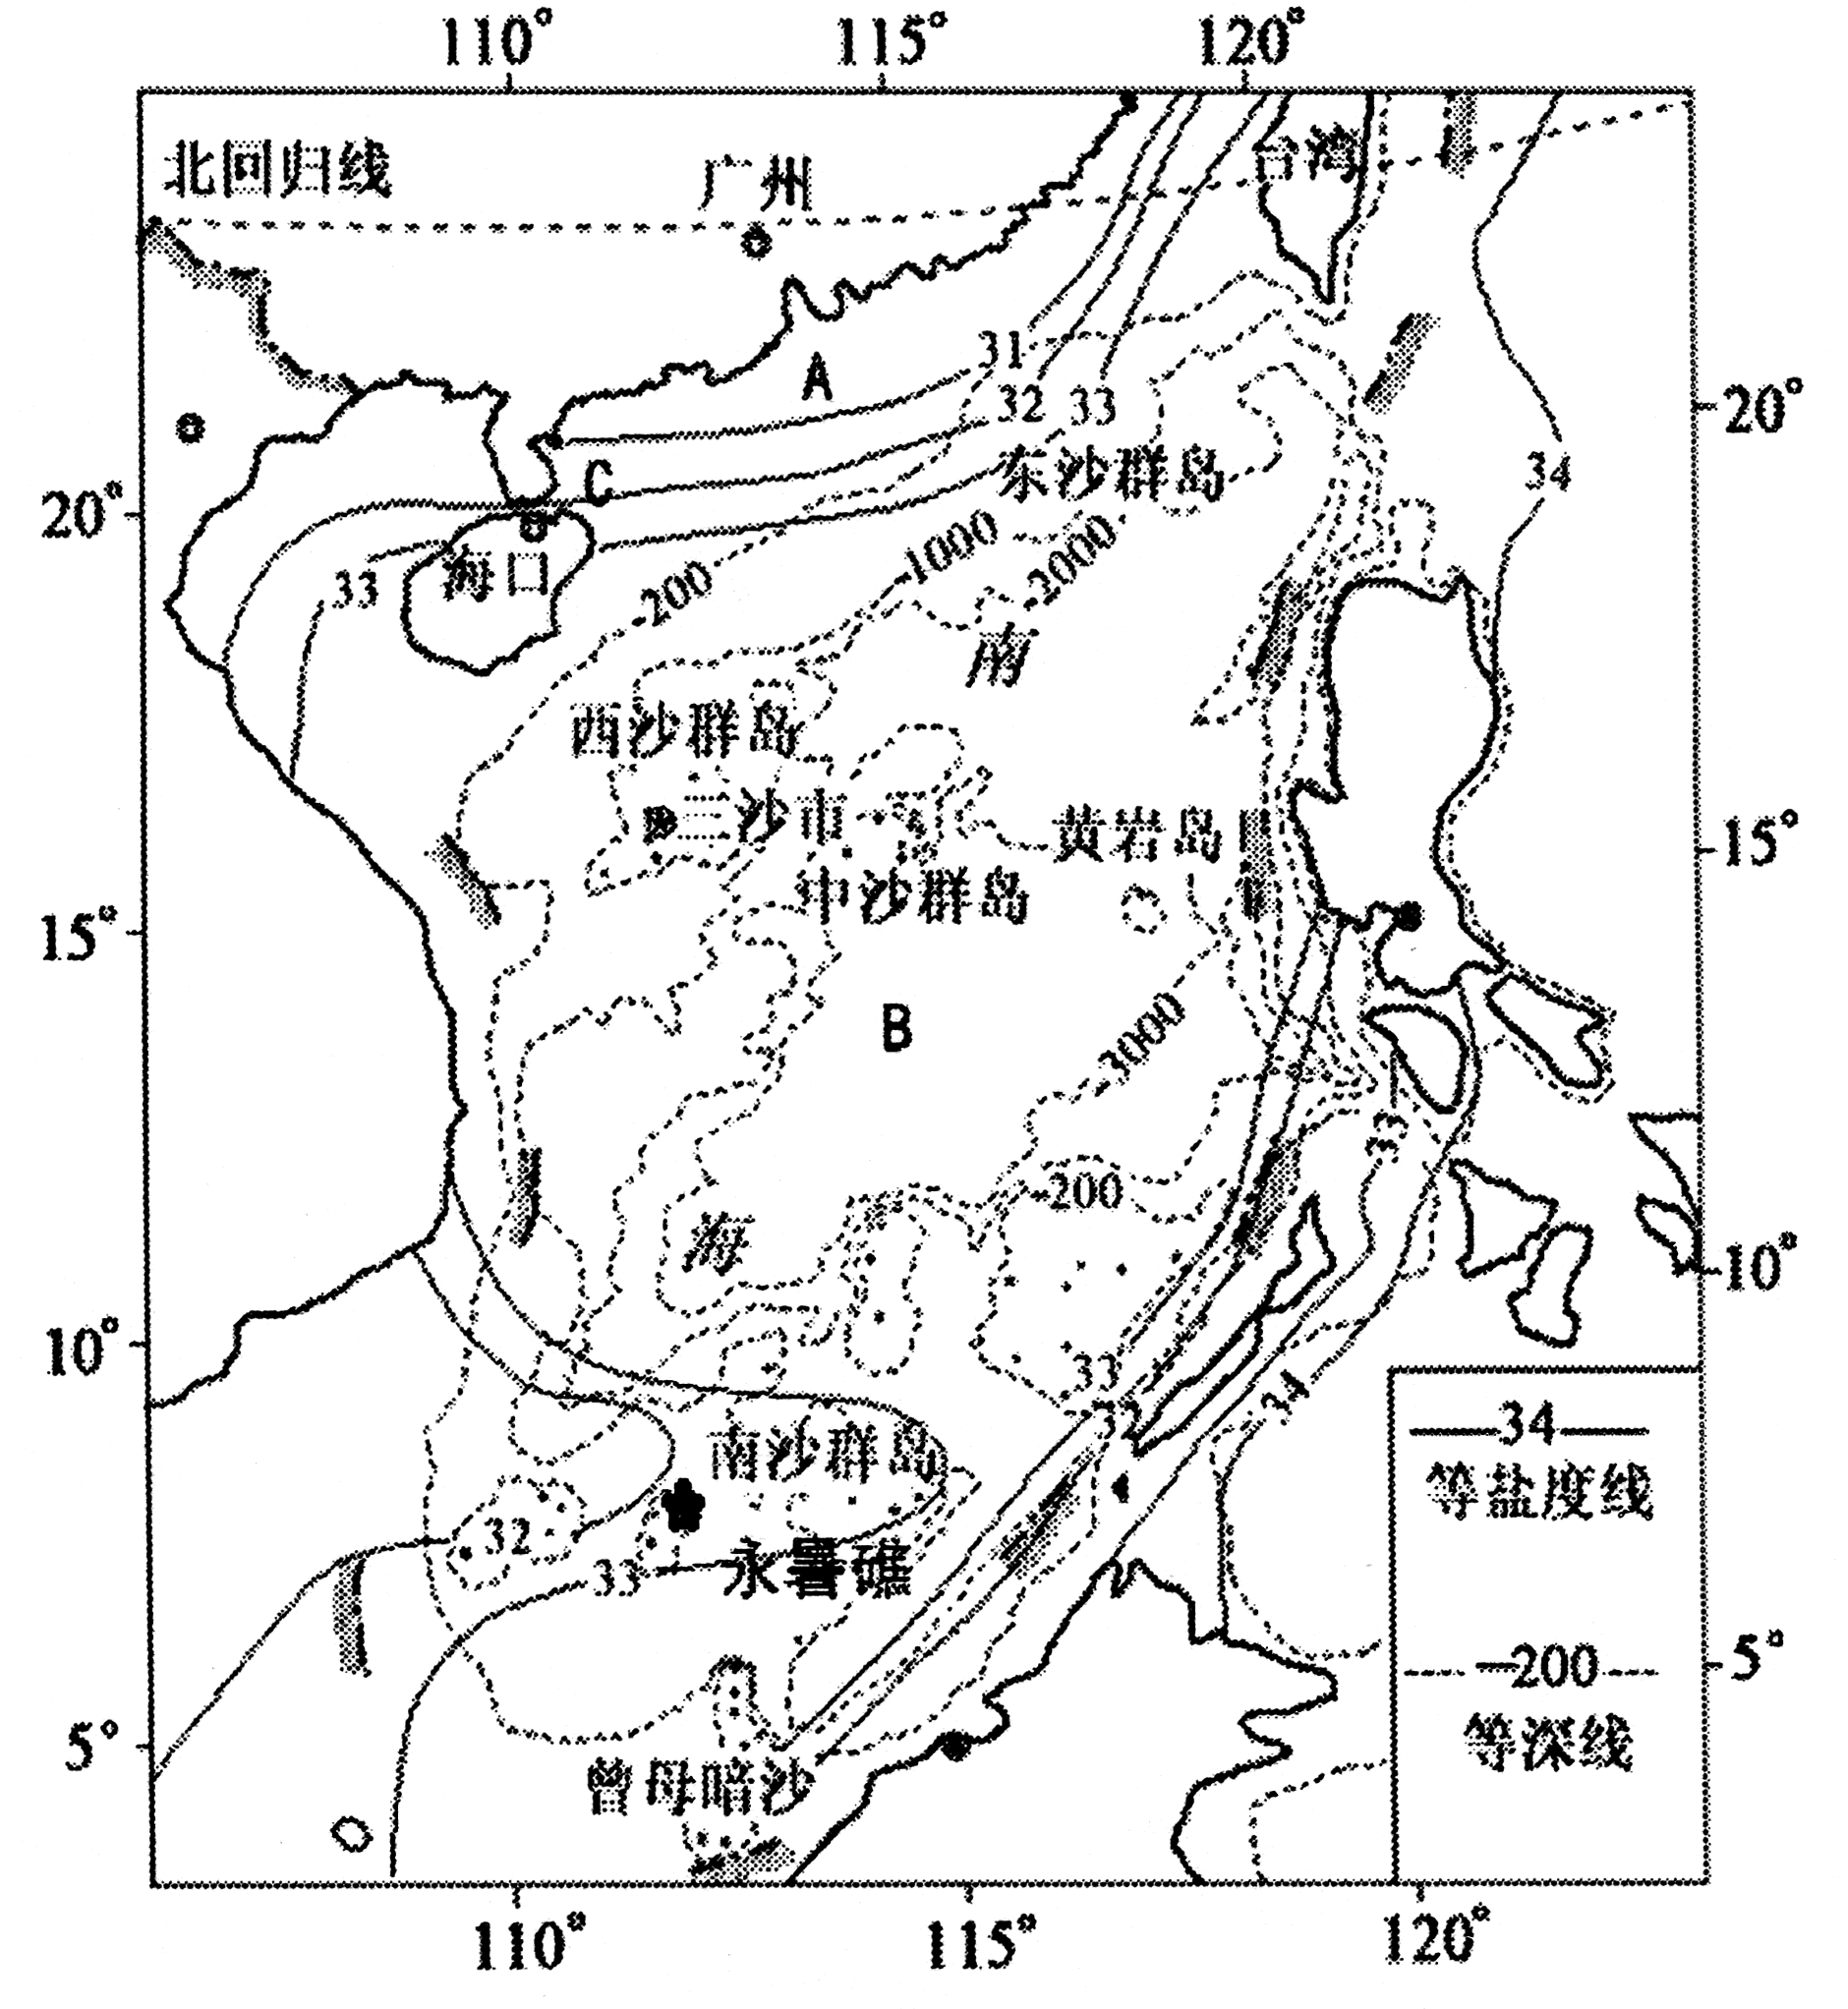 110° 115° 120°
北回归线 广州 台湾
A 31
32 33 20°
C 东沙群岛 34
20° -1000 -2000
33 海口 -200
南
西沙群岛
三沙市 黄岩岛 15°
中沙群岛
15°
B -3000
33
-200
海 10°
10° 33
34 34
32 等盐度线
南沙群岛
32
33 永暑礁
-200 5°
5° 等深线
曾母暗沙
110° 115° 120°